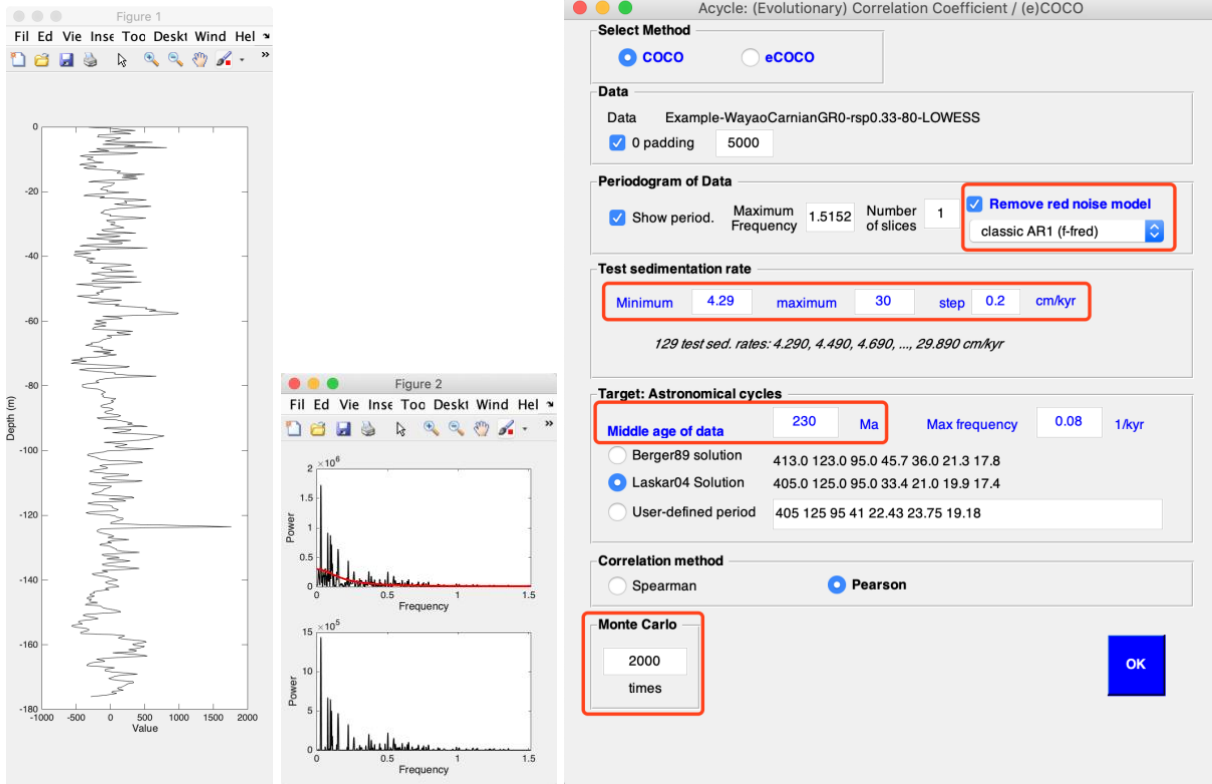 Figure 1
Fil Ed Vie Inse Too Deskt Wind Hel
»
0
-20
-40
-60
-80
-100
-120
-140
-160
-180
Depth (m)
-1000 -500 0 500 1000 1500 2000
Value
Figure 2
Fil Ed Vie Inse Too Deskt Wind Hel
»
×10⁶
2
1.5
1
0.5
0
Power
0 0.5 1 1.5
Frequency
×10⁵
15
10
5
0
Power
0 0.5 1 1.5
Frequency
Acycle: (Evolutionary) Correlation Coefficient / (e)COCO
Select Method
COCO eCOCO
Data
Data Example-WayaoCarnianGR0-rsp0.33-80-LOWESS
0 padding 5000
Periodogram of Data
Show period. Maximum Frequency 1.5152 Number of slices 1
Remove red noise model
classic AR1 (f-fred)
Test sedimentation rate
Minimum 4.29 maximum 30 step 0.2 cm/kyr
129 test sed. rates: 4.290, 4.490, 4.690, ..., 29.890 cm/kyr
Target: Astronomical cycles
Middle age of data 230 Ma Max frequency 0.08 1/kyr
Berger89 solution 413.0 123.0 95.0 45.7 36.0 21.3 17.8
Laskar04 Solution 405.0 125.0 95.0 33.4 21.0 19.9 17.4
User-defined period 405 125 95 41 22.43 23.75 19.18
Correlation method
Spearman Pearson
Monte Carlo
2000
times
OK